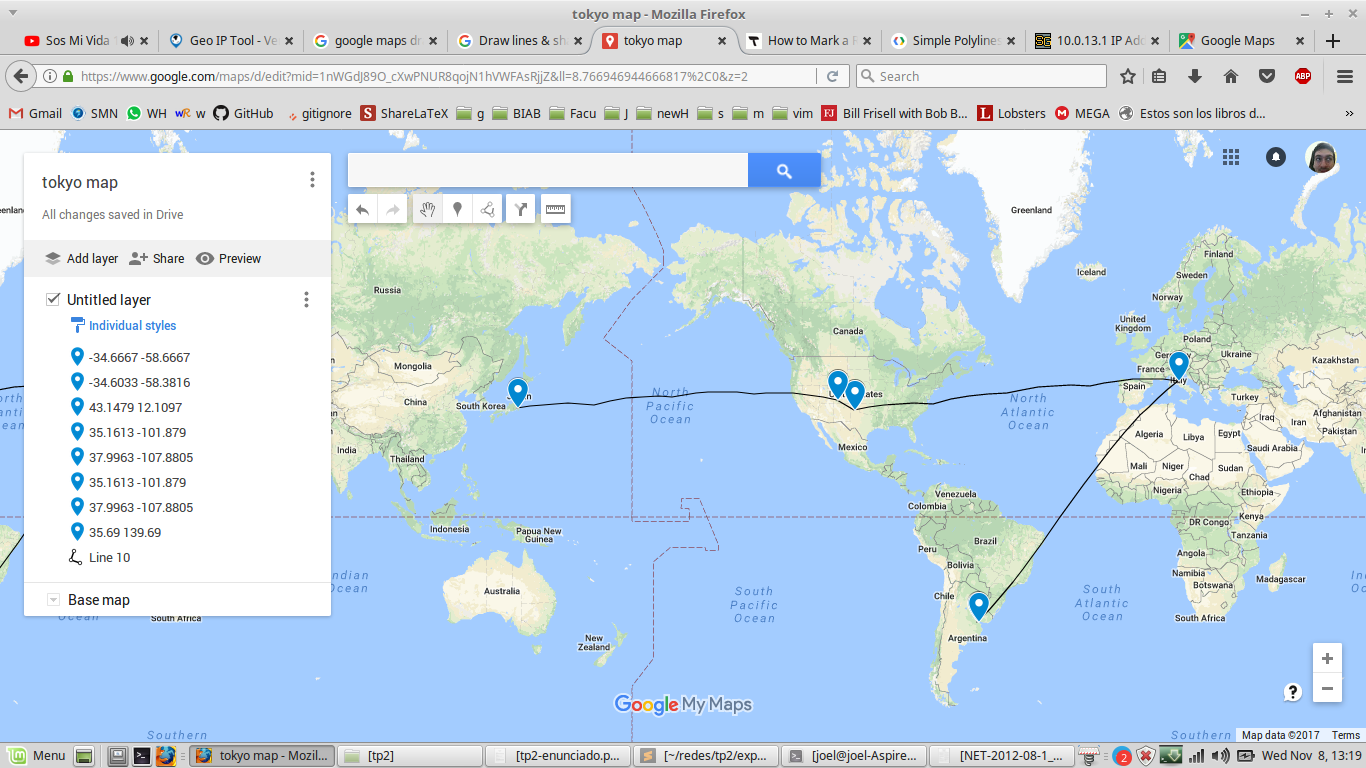 tokyo map - Mozilla Firefox
Sos Mi Vida
Geo IP Tool - Ve
google maps dr
Draw lines & sh
tokyo map
How to Mark a
Simple Polylines
10.0.13.1 IP Add
Google Maps
https://www.google.com/maps/d/edit?mid=1nWGdJ89O_cXwPNUR8qojN1hVWFAsRjjZ&ll=8.766946944666817%2C0&z=2
Search
ABP
Gmail
SMN
WH
wR w
GitHub
gitignore
ShareLaTeX
g
BIAB
Facu
J
newH
s
m
vim
Bill Frisell with Bob B...
Lobsters
MEGA
Estos son los libros d...
»
tokyo map
All changes saved in Drive
Add layer
Share
Preview
Untitled layer
Individual styles
-34.6667 -58.6667
-34.6033 -58.3816
43.1479 12.1097
35.1613 -101.879
37.9963 -107.8805
35.1613 -101.879
37.9963 -107.8805
35.69 139.69
Line 10
Base map
Greenland
Iceland
Finland
Sweden
Norway
Russia
United
Kingdom
Canada
Poland
Ukraine
France
Spain
Italy
Kazakhstan
Mongolia
China
South Korea
Turkey
Iraq
Iran
Afghanistan
Pakistan
North
Pacific
Ocean
North
Atlantic
Ocean
Mexico
Algeria
Libya
Egypt
Saudi Arabia
India
Thailand
Mali
Niger
Sudan
Chad
Nigeria
Ethiopia
Venezuela
Colombia
DR Congo
Kenya
Tanzania
Indonesia
Papua New
Guinea
Brazil
Peru
Bolivia
Angola
Namibia
Botswana
Madagascar
Indian
Ocean
Australia
Chile
South
Pacific
Ocean
South
Atlantic
Ocean
South Africa
South Africa
New
Zealand
Argentina
Google My Maps
Southern
Southern
Map data ©2017 Terms
Menu
tokyo map - Mozil...
[tp2]
[tp2-enunciado.p...
[~/redes/tp2/exp...
[joel@joel-Aspire...
[NET-2012-08-1_...
2
Wed Nov 8, 13:19